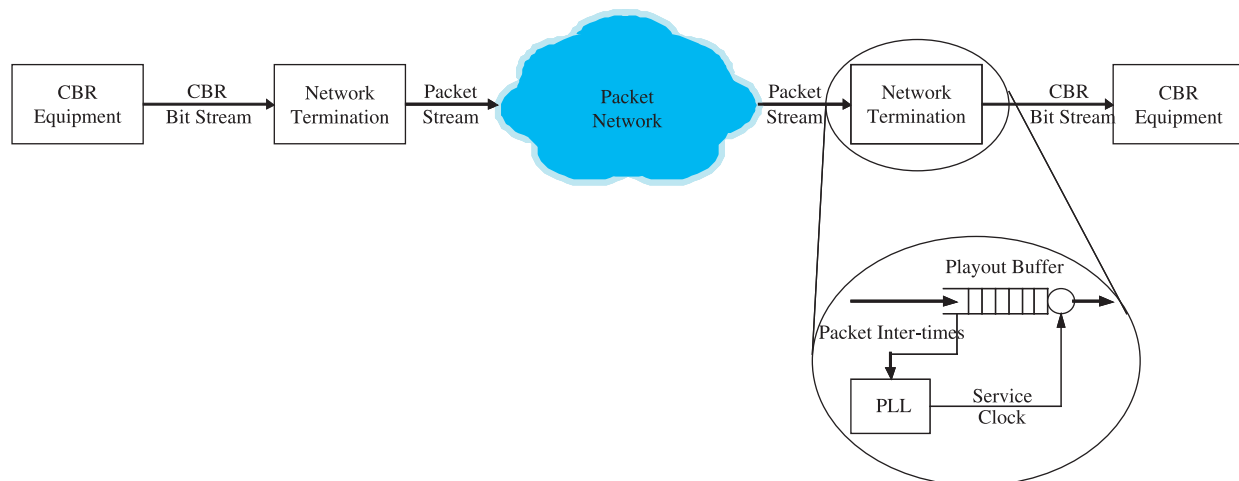 CBR
Equipment
CBR
Bit Stream
Network
Termination
Packet
Stream
Packet
Network
Packet
Stream
Network
Termination
CBR
Bit Stream
CBR
Equipment
Playout Buffer
Packet Inter-times
PLL
Service
Clock